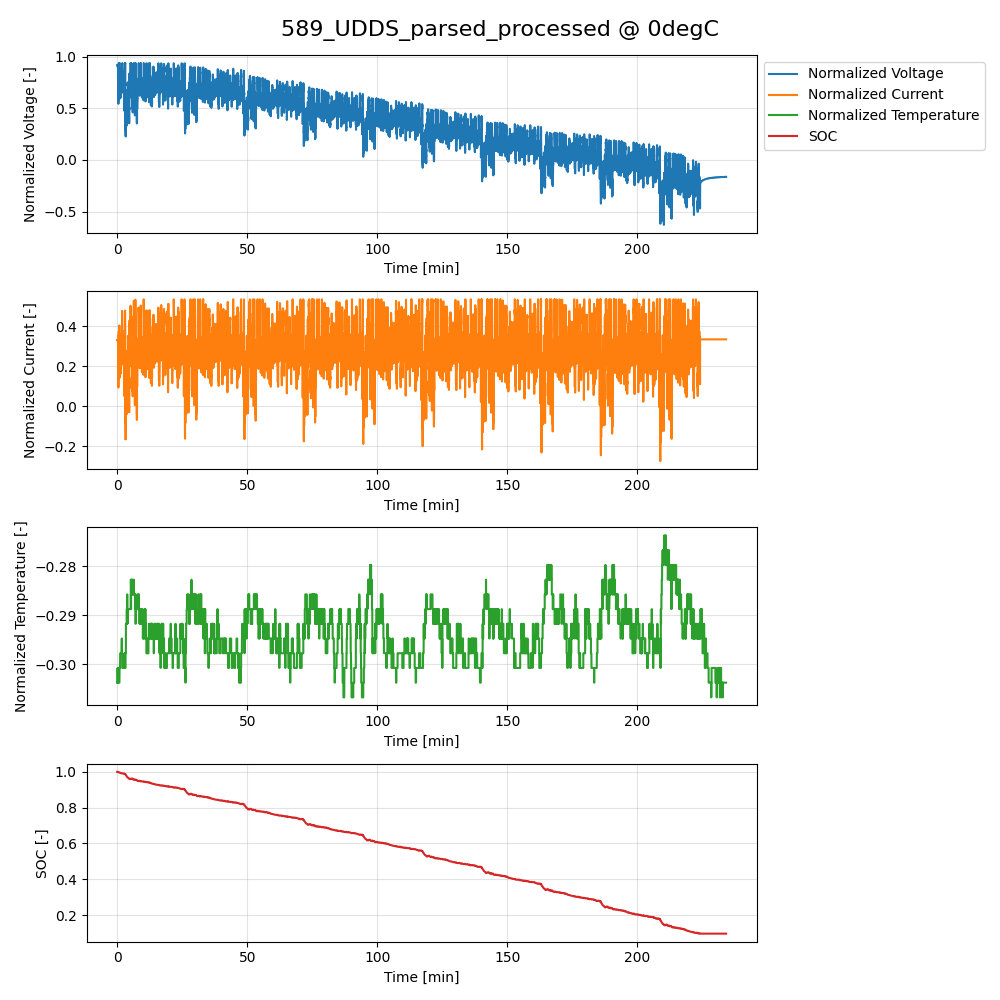 589_UDDS_parsed_processed @ 0degC
Normalized Voltage [-]
1.0
0.5
0.0
−0.5
0
50
100
150
200
Time [min]
Normalized Voltage
Normalized Current
Normalized Temperature
SOC
Normalized Current [-]
0.4
0.2
0.0
−0.2
0
50
100
150
200
Time [min]
Normalized Temperature [-]
−0.28
−0.29
−0.30
0
50
100
150
200
Time [min]
SOC [-]
1.0
0.8
0.6
0.4
0.2
0
50
100
150
200
Time [min]